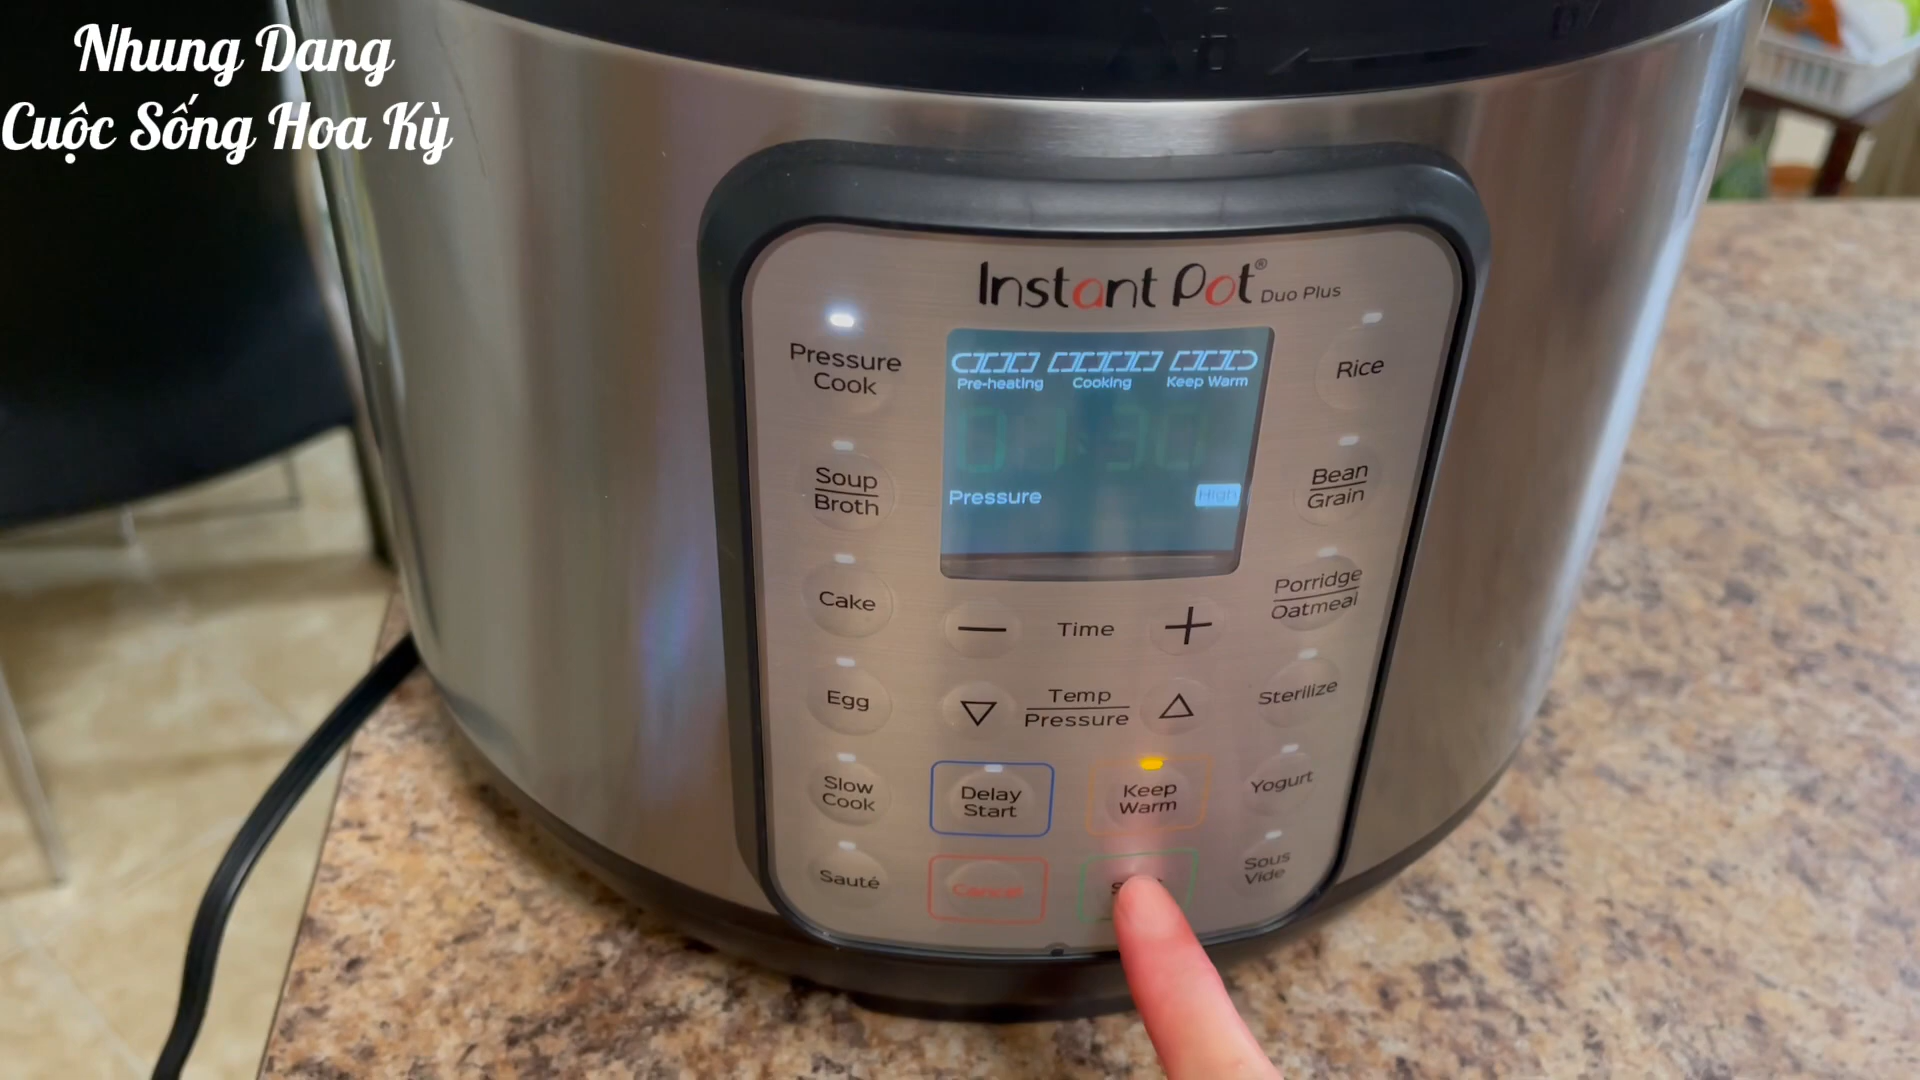 Nhung Dang
Cuộc Sống Hoa Kỳ
Instant Pot®
Duo Plus
Pressure
Cook
Pre-heating
Cooking
Keep Warm
Rice
01:30
Soup
Broth
Pressure
High
Bean
Grain
Cake
Time
Porridge
Oatmeal
Egg
Temp
Pressure
Sterilize
Slow
Cook
Delay
Start
Keep
Warm
Yogurt
Sauté
Cancel
Sous
Vide